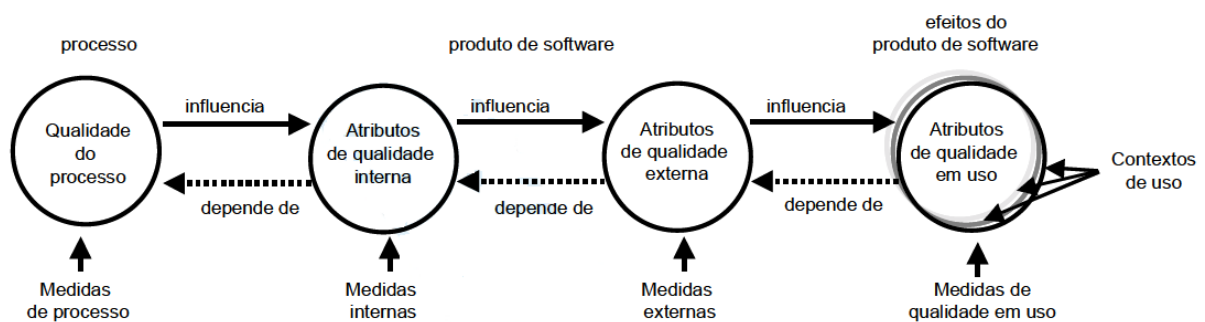 processo
produto de software
efeitos do
produto de software
Qualidade
do
processo
influencia
depende de
Atributos
de qualidade
interna
influencia
depende de
Atributos
de qualidade
externa
influencia
depende de
Atributos
de qualidade
em uso
Contextos
de uso
Medidas
de processo
Medidas
internas
Medidas
externas
Medidas de
qualidade em uso